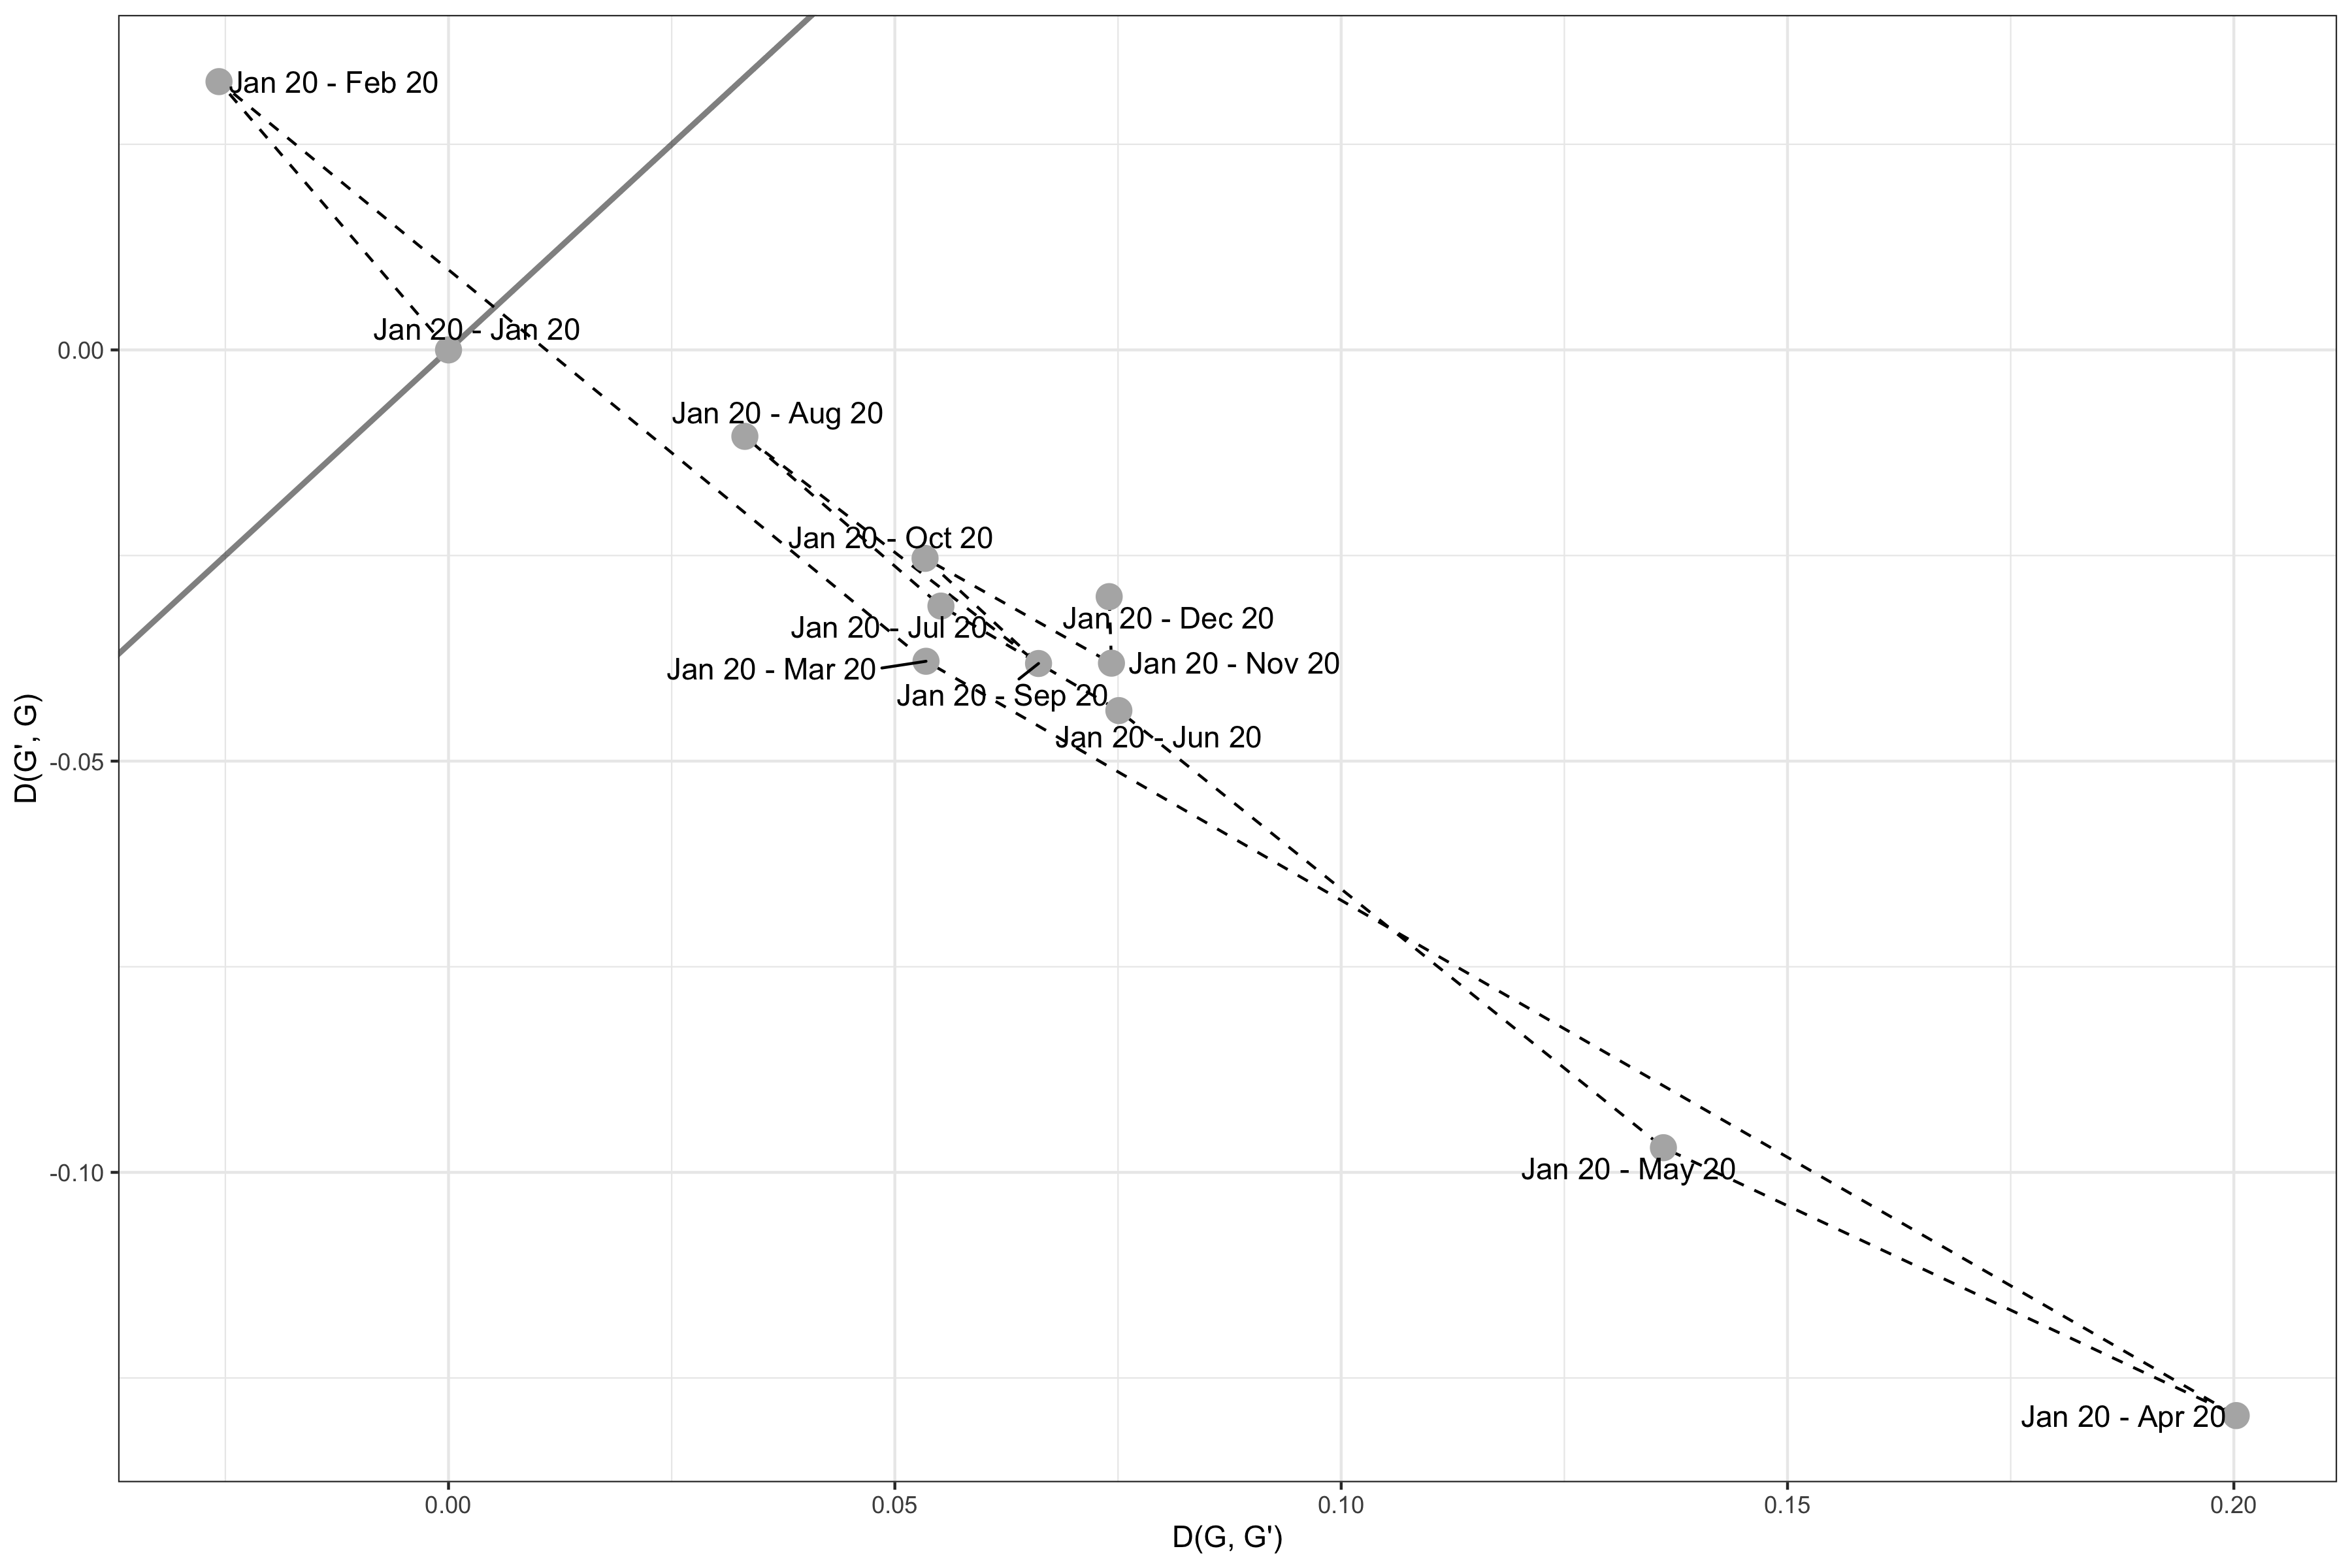 Jan 20 - Feb 20
Jan 20 - Jan 20
0.00
Jan 20 - Aug 20
Jan 20 - Oct 20
Jan 20 - Dec 20
Jan 20 - Jul 20
Jan 20 - Mar 20
Jan 20 - Nov 20
Jan 20 - Sep 20
Jan 20 - Jun 20
D(G', G)
-0.05
Jan 20 - May 20
-0.10
Jan 20 - Apr 20
0.00
0.05
0.10
0.15
0.20
D(G, G')